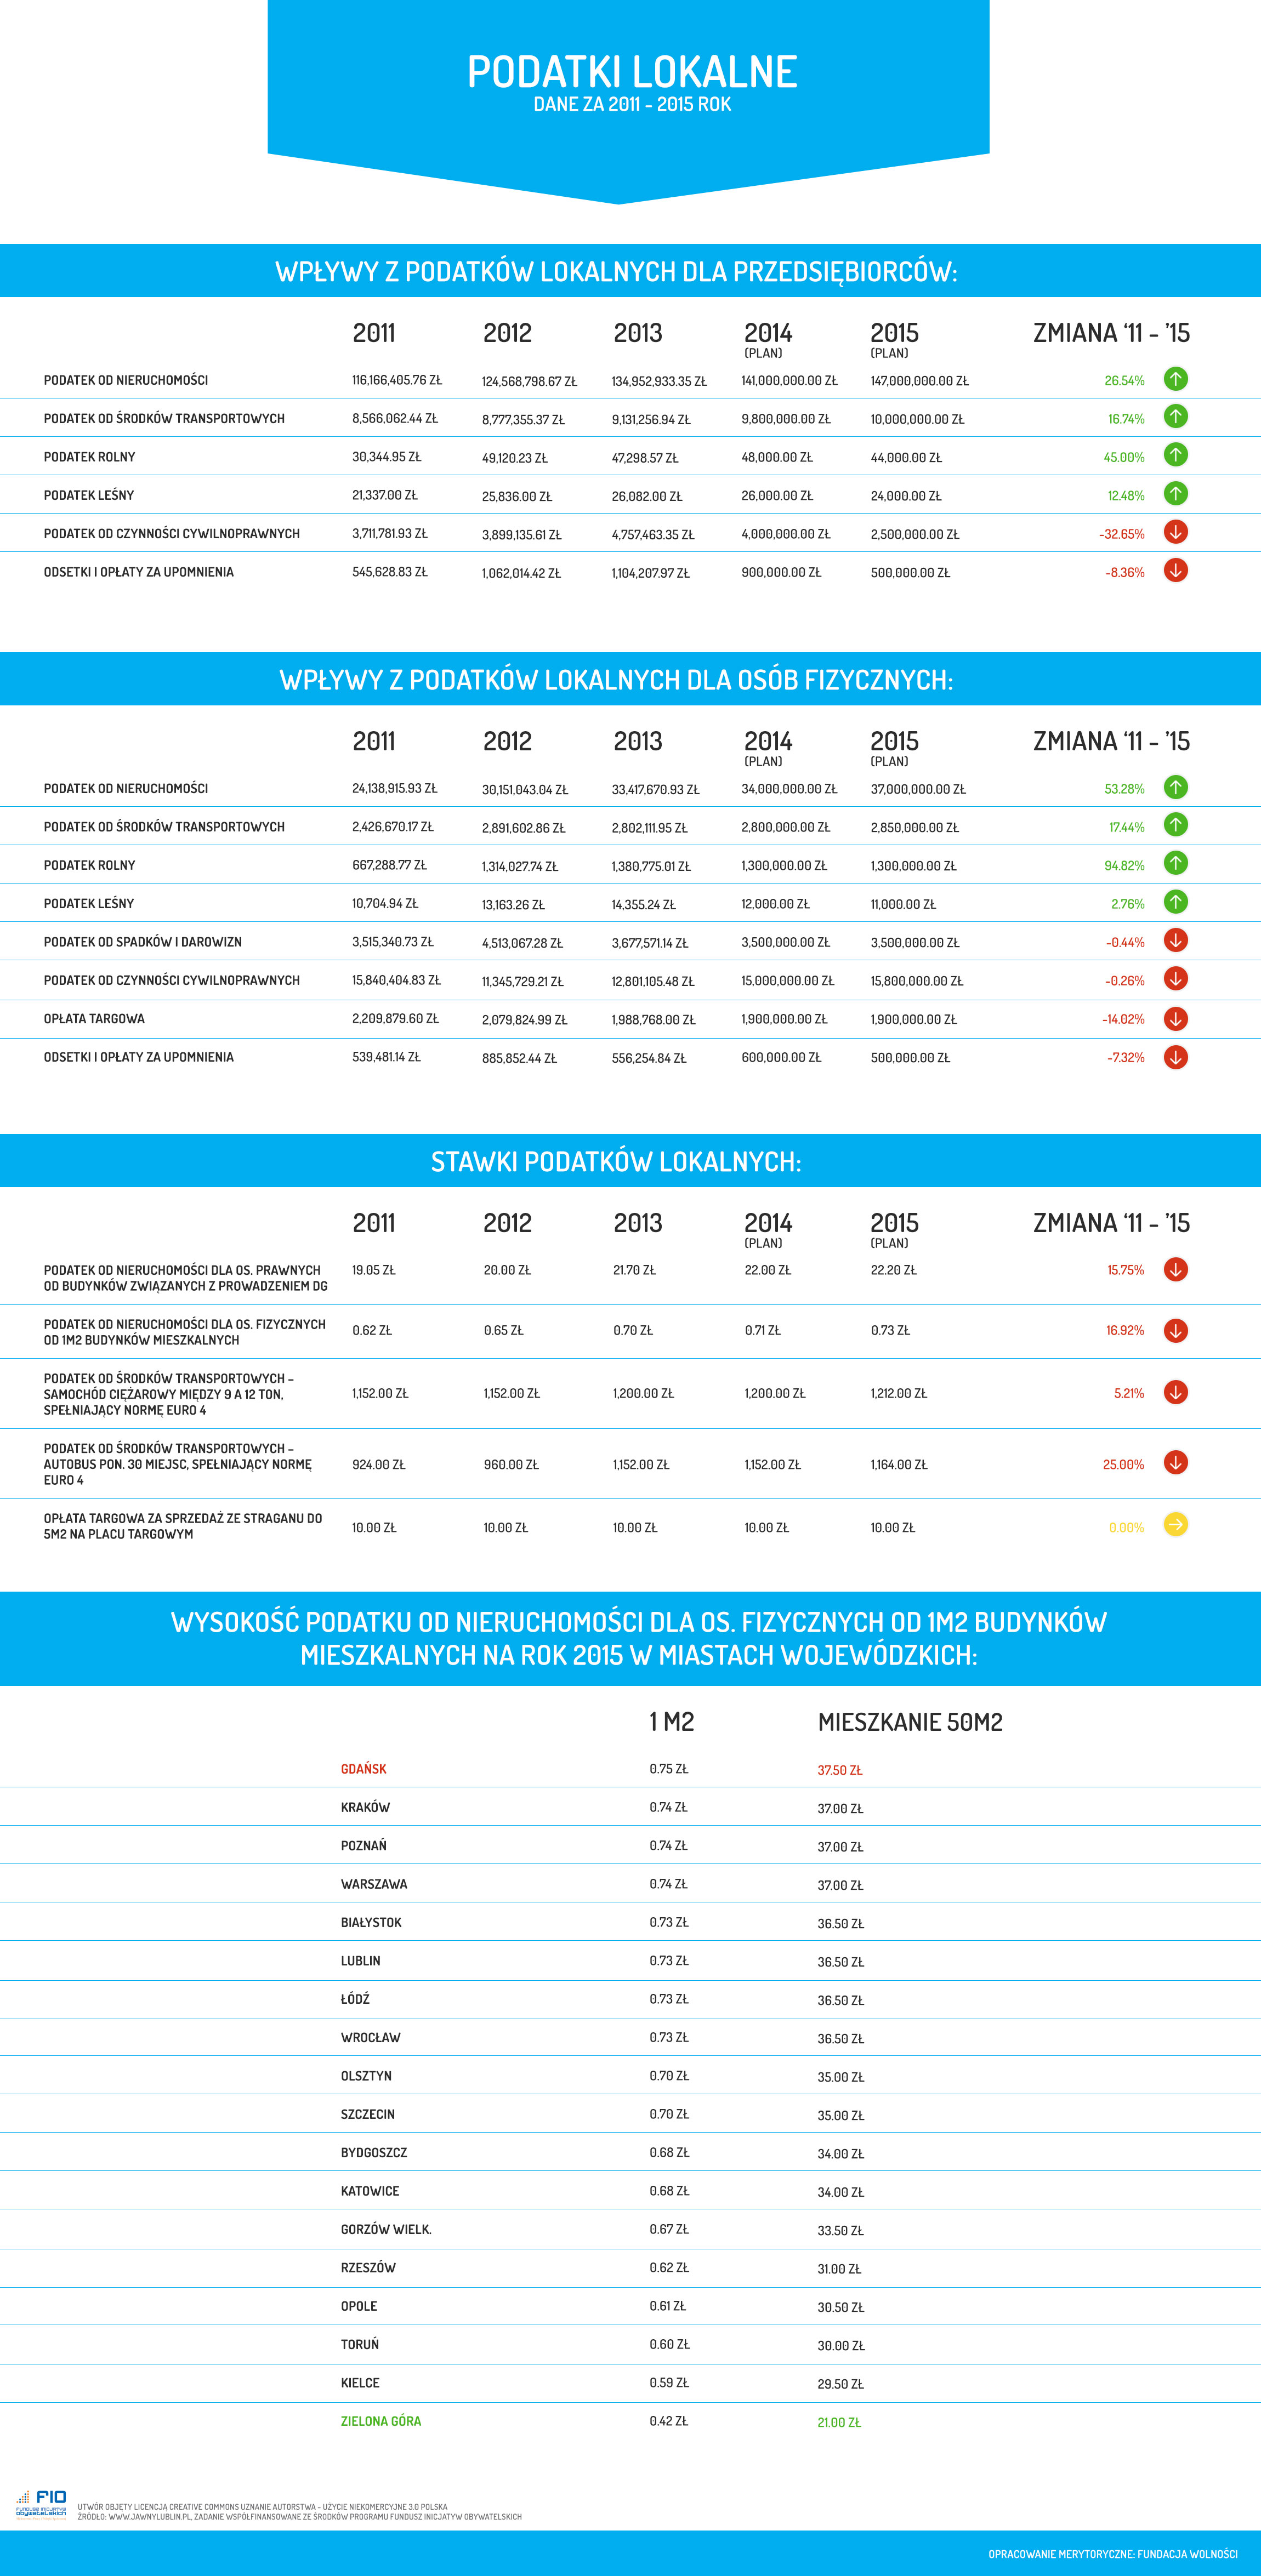 PODATKI LOKALNE
DANE ZA 2011 - 2015 ROK
WPŁYWY Z PODATKÓW LOKALNYCH DLA PRZEDSIĘBIORCÓW:
2011 2012 2013 2014 2015 ZMIANA '11 - '15
(PLAN) (PLAN)
PODATEK OD NIERUCHOMOŚCI 116,166,405.76 ZŁ 124,568,798.67 ZŁ 134,952,933.35 ZŁ 141,000,000.00 ZŁ 147,000,000.00 ZŁ 26.54%
PODATEK OD ŚRODKÓW TRANSPORTOWYCH 8,566,062.44 ZŁ 8,777,355.37 ZŁ 9,131,256.94 ZŁ 9,800,000.00 ZŁ 10,000,000.00 ZŁ 16.74%
PODATEK ROLNY 30,344.95 ZŁ 49,120.23 ZŁ 47,298.57 ZŁ 48,000.00 ZŁ 44,000.00 ZŁ 45.00%
PODATEK LEŚNY 21,337.00 ZŁ 25,836.00 ZŁ 26,082.00 ZŁ 26,000.00 ZŁ 24,000.00 ZŁ 12.48%
PODATEK OD CZYNNOŚCI CYWILNOPRAWNYCH 3,711,781.93 ZŁ 3,899,135.61 ZŁ 4,757,463.35 ZŁ 4,000,000.00 ZŁ 2,500,000.00 ZŁ -32.65%
ODSETKI I OPŁATY ZA UPOMNIENIA 545,628.83 ZŁ 1,062,014.42 ZŁ 1,104,207.97 ZŁ 900,000.00 ZŁ 500,000.00 ZŁ -8.36%
WPŁYWY Z PODATKÓW LOKALNYCH DLA OSÓB FIZYCZNYCH:
2011 2012 2013 2014 2015 ZMIANA '11 - '15
(PLAN) (PLAN)
PODATEK OD NIERUCHOMOŚCI 24,138,915.93 ZŁ 30,151,043.04 ZŁ 33,417,670.93 ZŁ 34,000,000.00 ZŁ 37,000,000.00 ZŁ 53.28%
PODATEK OD ŚRODKÓW TRANSPORTOWYCH 2,426,670.17 ZŁ 2,891,602.86 ZŁ 2,802,111.95 ZŁ 2,800,000.00 ZŁ 2,850,000.00 ZŁ 17.44%
PODATEK ROLNY 667,288.77 ZŁ 1,314,027.74 ZŁ 1,380,775.01 ZŁ 1,300,000.00 ZŁ 1,300,000.00 ZŁ 94.82%
PODATEK LEŚNY 10,704.94 ZŁ 13,163.26 ZŁ 14,355.24 ZŁ 12,000.00 ZŁ 11,000.00 ZŁ 2.76%
PODATEK OD SPADKÓW I DAROWIZN 3,515,340.73 ZŁ 4,513,067.28 ZŁ 3,677,571.14 ZŁ 3,500,000.00 ZŁ 3,500,000.00 ZŁ -0.44%
PODATEK OD CZYNNOŚCI CYWILNOPRAWNYCH 15,840,404.83 ZŁ 11,345,729.21 ZŁ 12,801,105.48 ZŁ 15,000,000.00 ZŁ 15,800,000.00 ZŁ -0.26%
OPŁATA TARGOWA 2,209,879.60 ZŁ 2,079,824.99 ZŁ 1,988,768.00 ZŁ 1,900,000.00 ZŁ 1,900,000.00 ZŁ -14.02%
ODSETKI I OPŁATY ZA UPOMNIENIA 539,481.14 ZŁ 885,852.44 ZŁ 556,254.84 ZŁ 600,000.00 ZŁ 500,000.00 ZŁ -7.32%
STAWKI PODATKÓW LOKALNYCH:
2011 2012 2013 2014 2015 ZMIANA '11 - '15
(PLAN) (PLAN)
PODATEK OD NIERUCHOMOŚCI DLA OS. PRAWNYCH 19.05 ZŁ 20.00 ZŁ 21.70 ZŁ 22.00 ZŁ 22.20 ZŁ 15.75%
OD BUDYNKÓW ZWIĄZANYCH Z PROWADZENIEM DG
PODATEK OD NIERUCHOMOŚCI DLA OS. FIZYCZNYCH 0.62 ZŁ 0.65 ZŁ 0.70 ZŁ 0.71 ZŁ 0.73 ZŁ 16.92%
OD 1M2 BUDYNKÓW MIESZKALNYCH
PODATEK OD ŚRODKÓW TRANSPORTOWYCH –
SAMOCHÓD CIĘŻAROWY MIĘDZY 9 A 12 TON, 1,152.00 ZŁ 1,152.00 ZŁ 1,200.00 ZŁ 1,200.00 ZŁ 1,212.00 ZŁ 5.21%
SPEŁNIAJĄCY NORMĘ EURO 4
PODATEK OD ŚRODKÓW TRANSPORTOWYCH –
AUTOBUS PON. 30 MIEJSC, SPEŁNIAJĄCY NORMĘ 924.00 ZŁ 960.00 ZŁ 1,152.00 ZŁ 1,152.00 ZŁ 1,164.00 ZŁ 25.00%
EURO 4
OPŁATA TARGOWA ZA SPRZEDAŻ ZE STRAGANU DO 10.00 ZŁ 10.00 ZŁ 10.00 ZŁ 10.00 ZŁ 10.00 ZŁ 0.00%
5M2 NA PLACU TARGOWYM
WYSOKOŚĆ PODATKU OD NIERUCHOMOŚCI DLA OS. FIZYCZNYCH OD 1M2 BUDYNKÓW
MIESZKALNYCH NA ROK 2015 W MIASTACH WOJEWÓDZKICH:
1 M2 MIESZKANIE 50M2
GDAŃSK 0.75 ZŁ 37.50 ZŁ
KRAKÓW 0.74 ZŁ 37.00 ZŁ
POZNAŃ 0.74 ZŁ 37.00 ZŁ
WARSZAWA 0.74 ZŁ 37.00 ZŁ
BIAŁYSTOK 0.73 ZŁ 36.50 ZŁ
LUBLIN 0.73 ZŁ 36.50 ZŁ
ŁÓDŹ 0.73 ZŁ 36.50 ZŁ
WROCŁAW 0.73 ZŁ 36.50 ZŁ
OLSZTYN 0.70 ZŁ 35.00 ZŁ
SZCZECIN 0.70 ZŁ 35.00 ZŁ
BYDGOSZCZ 0.68 ZŁ 34.00 ZŁ
KATOWICE 0.68 ZŁ 34.00 ZŁ
GORZÓW WIELK. 0.67 ZŁ 33.50 ZŁ
RZESZÓW 0.62 ZŁ 31.00 ZŁ
OPOLE 0.61 ZŁ 30.50 ZŁ
TORUŃ 0.60 ZŁ 30.00 ZŁ
KIELCE 0.59 ZŁ 29.50 ZŁ
ZIELONA GÓRA 0.42 ZŁ 21.00 ZŁ
FIO
FUNDUSZ INICJATYW
obywatelskich
UTWÓR OBJĘTY LICENCJĄ CREATIVE COMMONS UZNANIE AUTORSTWA - UŻYCIE NIEKOMERCYJNE 3.0 POLSKA
ŹRÓDŁO: WWW.JAWNYLUBLIN.PL, ZADANIE WSPÓŁFINANSOWANE ZE ŚRODKÓW PROGRAMU FUNDUSZ INICJATYW OBYWATELSKICH
OPRACOWANIE MERYTORYCZNE: FUNDACJA WOLNOŚCI